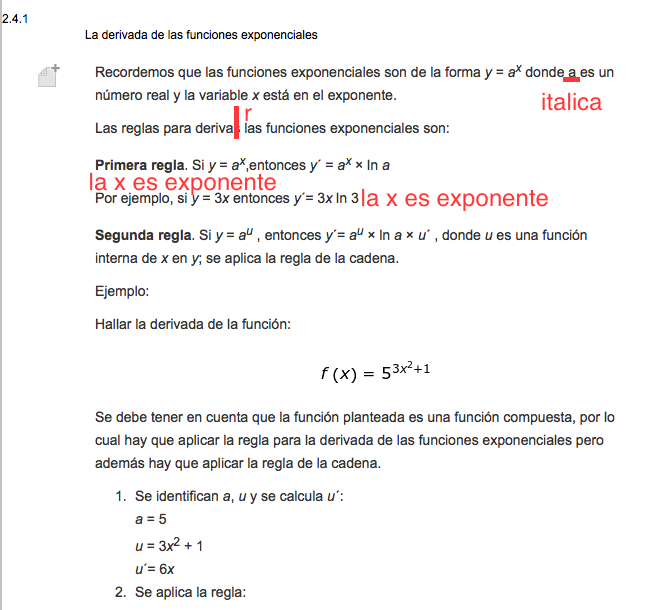 2.4.1
La derivada de las funciones exponenciales
Recordemos que las funciones exponenciales son de la forma y = aˣ donde a es un
italica
número real y la variable x está en el exponente.
r
Las reglas para derivas las funciones exponenciales son:
Primera regla. Si y = aˣ,entonces y´ = aˣ × ln a
la x es exponente
Por ejemplo, si y = 3x entonces y´= 3x ln 3 la x es exponente
Segunda regla. Si y = aᵘ , entonces y´= aᵘ × ln a × u´ , donde u es una función
interna de x en y; se aplica la regla de la cadena.
Ejemplo:
Hallar la derivada de la función:
f (x) = 5^{3x²+1}
Se debe tener en cuenta que la función planteada es una función compuesta, por lo
cual hay que aplicar la regla para la derivada de las funciones exponenciales pero
además hay que aplicar la regla de la cadena.
1. Se identifican a, u y se calcula u´:
a = 5
u = 3x² + 1
u´= 6x
2. Se aplica la regla: